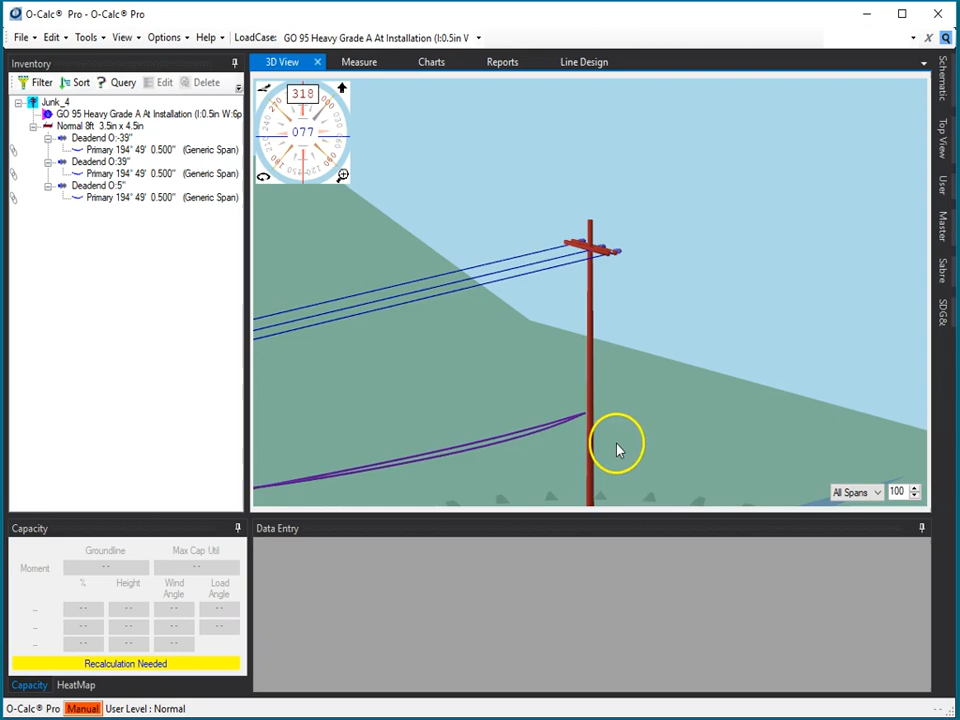 O-Calc® Pro - O-Calc® Pro
File Edit Tools View Options Help LoadCase: GO 95 Heavy Grade A At Installation (I:0.5in V
Inventory
3D View Measure Charts Reports Line Design
Filter Sort Query Edit Delete
Junk_4
GO 95 Heavy Grade A At Installation (I:0.5in W:6p
Normal 8ft 3.5in x 4.5in
Deadend O:-39"
Primary 194° 49' 0.500" (Generic Span)
Deadend O:39"
Primary 194° 49' 0.500" (Generic Span)
Deadend O:5"
Primary 194° 49' 0.500" (Generic Span)
318
077
Schematic
Top View
User
Master
Sabre
SDG&
All Spans 100
Capacity
Data Entry
Groundline Max Cap Util
Moment -- --
% Height Wind Angle Load Angle
-- -- -- -- --
-- -- -- -- --
-- -- -- --
Recalculation Needed
Capacity HeatMap
O-Calc® Pro Manual User Level : Normal --